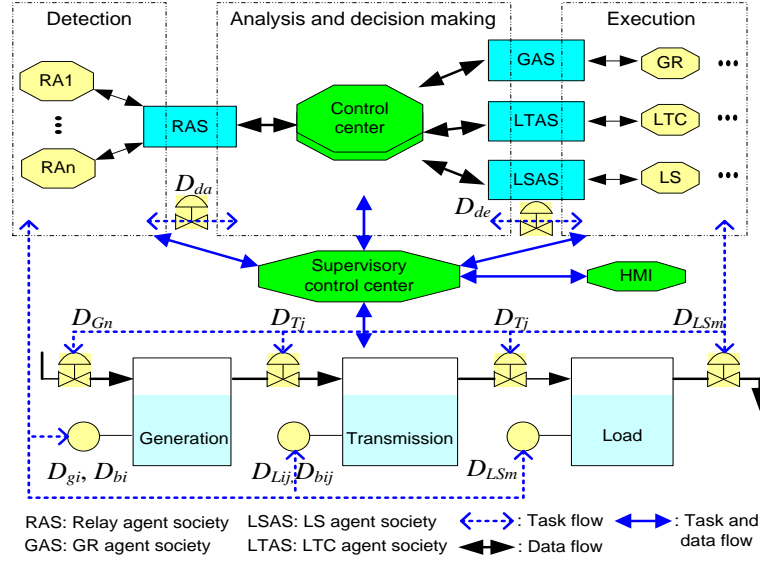 Detection
Analysis and decision making
Execution
RA1
RAn
RAS
Control
center
GAS
LTAS
LSAS
GR
LTC
LS
D_da
D_de
Supervisory
control center
HMI
D_Gn
D_Tj
D_Tj
D_LSm
Generation
Transmission
Load
D_gi, D_bi
D_Lij, D_bij
D_LSm
RAS: Relay agent society
LSAS: LS agent society
: Task flow
: Task and
data flow
GAS: GR agent society
LTAS: LTC agent society
: Data flow